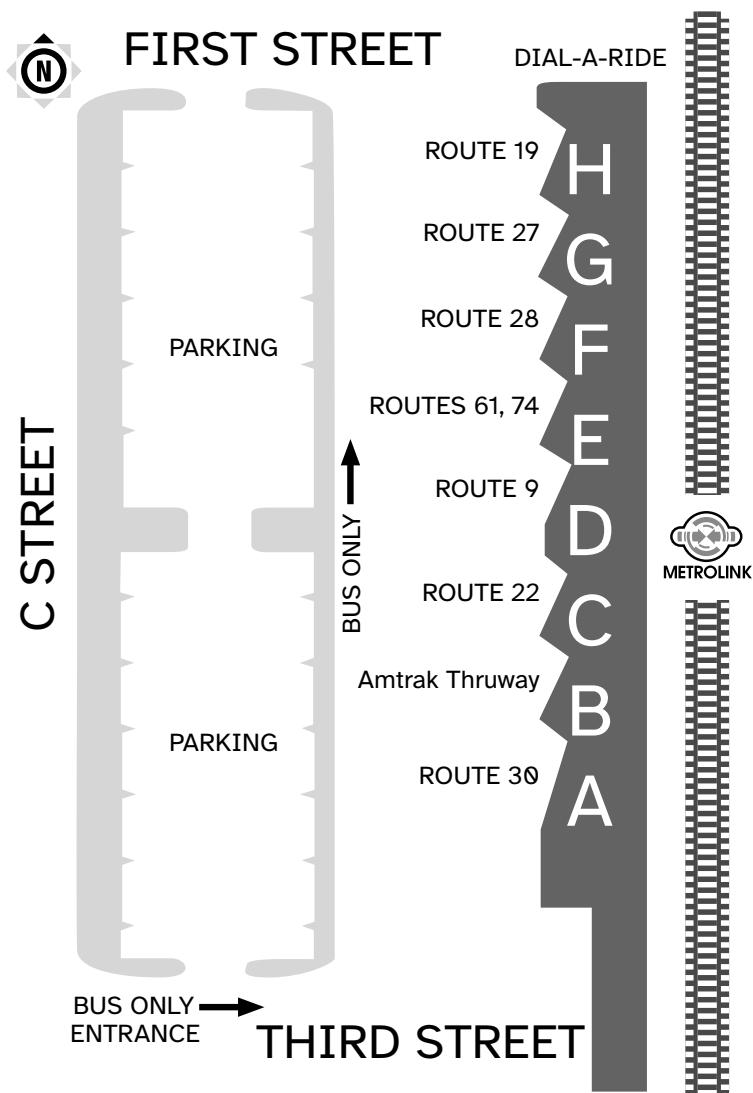 N
FIRST STREET
DIAL-A-RIDE
ROUTE 19
H
ROUTE 27
G
ROUTE 28
F
PARKING
ROUTES 61, 74
E
ROUTE 9
D
C STREET
BUS ONLY
METROLINK
ROUTE 22
C
Amtrak Thruway
B
PARKING
ROUTE 30
A
BUS ONLY
ENTRANCE
THIRD STREET